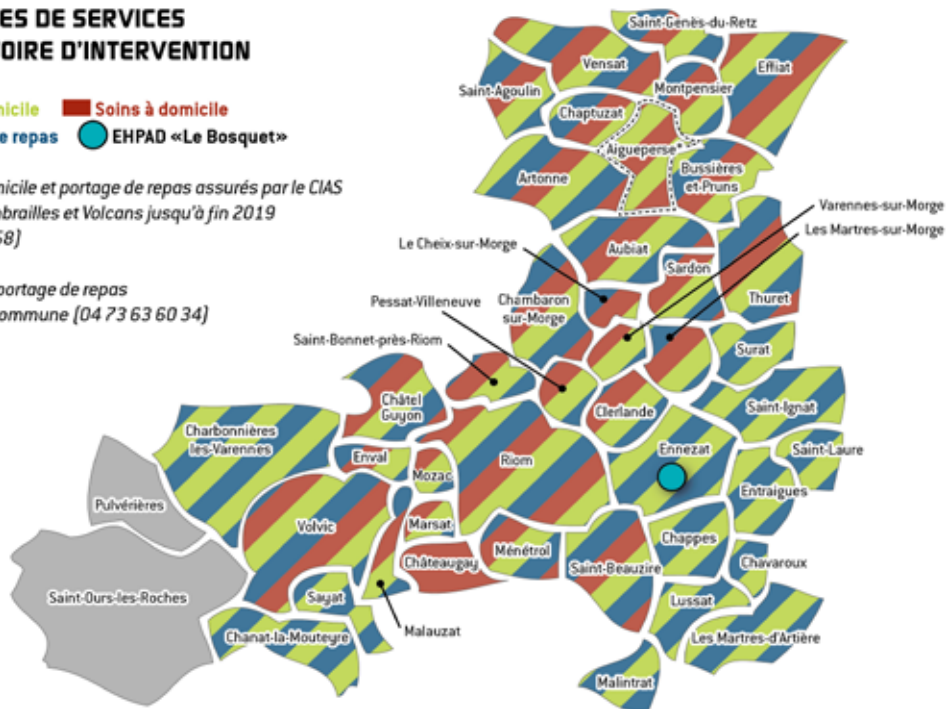 ES DE SERVICES
OIRE D'INTERVENTION
nicile Soins à domicile
e repas EHPAD «Le Bosquet»
nicile et portage de repas assurés par le CIAS
nbrailles et Volcans jusqu'à fin 2019
58)
portage de repas
ommune (04 73 63 60 34)
Saint-Genès-du-Retz
Vensat
Effiat
Saint-Agoulin
Montpensier
Chaptuzat
Aigueperse
Artonne
Bussières
et-Pruns
Varennes-sur-Morge
Les Martres-sur-Morge
Le Cheix-sur-Morge
Aubiat
Sardon
Pessat-Villeneuve
Chambaron
sur-Morge
Thuret
Saint-Bonnet-près-Riom
Surat
Châtel
Guyon
Clerlande
Saint-Ignat
Charbonnières
les-Varennes
Enval
Mozac
Riom
Ennezat
Saint-Laure
Entraigues
Pulvérières
Volvic
Marsat
Châteaugay
Ménétrol
Saint-Beauzire
Chappes
Chavaroux
Saint-Ours-les-Roches
Sayat
Lussat
Chanat-la-Mouteyre
Malauzat
Les Martres-d'Artière
Malintrat